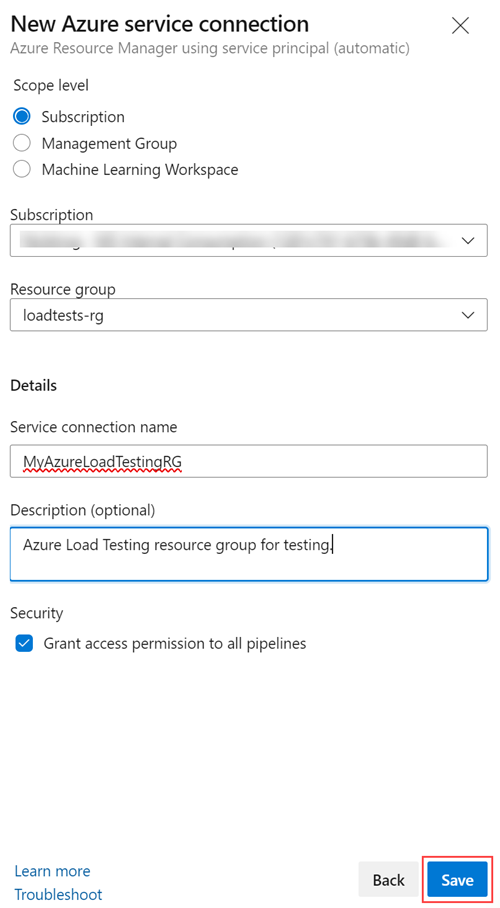 New Azure service connection
Azure Resource Manager using service principal (automatic)
Scope level
Subscription
Management Group
Machine Learning Workspace
Subscription
Resource group
loadtests-rg
Details
Service connection name
MyAzureLoadTestingRG
Description (optional)
Azure Load Testing resource group for testing.
Security
Grant access permission to all pipelines
Learn more
Troubleshoot
Back
Save